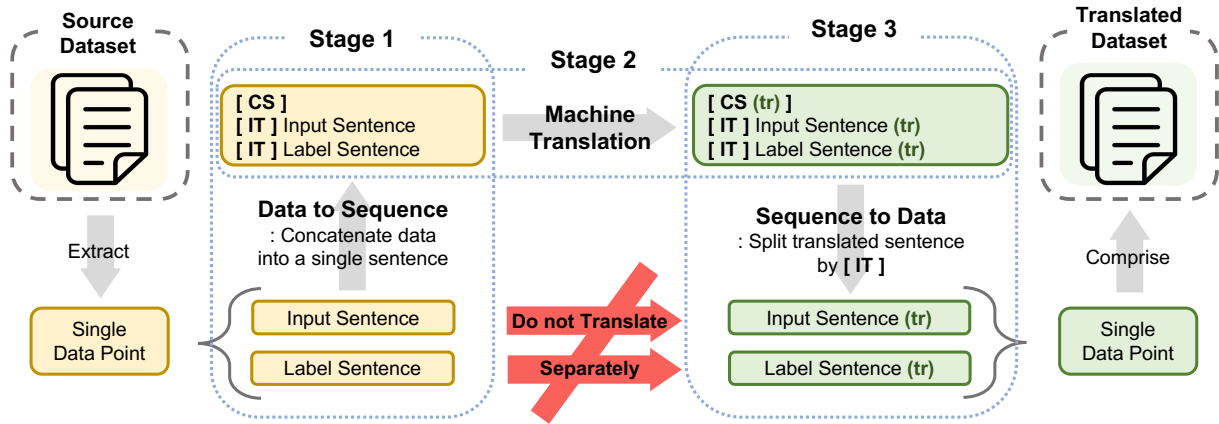 Source
Dataset
Extract
Single
Data Point
Stage 1
[ CS ]
[ IT ] Input Sentence
[ IT ] Label Sentence
Data to Sequence
: Concatenate data
into a single sentence
Input Sentence
Label Sentence
Stage 2
Machine
Translation
Do not Translate
Separately
Stage 3
[ CS (tr) ]
[ IT ] Input Sentence (tr)
[ IT ] Label Sentence (tr)
Sequence to Data
: Split translated sentence
by [ IT ]
Input Sentence (tr)
Label Sentence (tr)
Translated
Dataset
Comprise
Single
Data Point